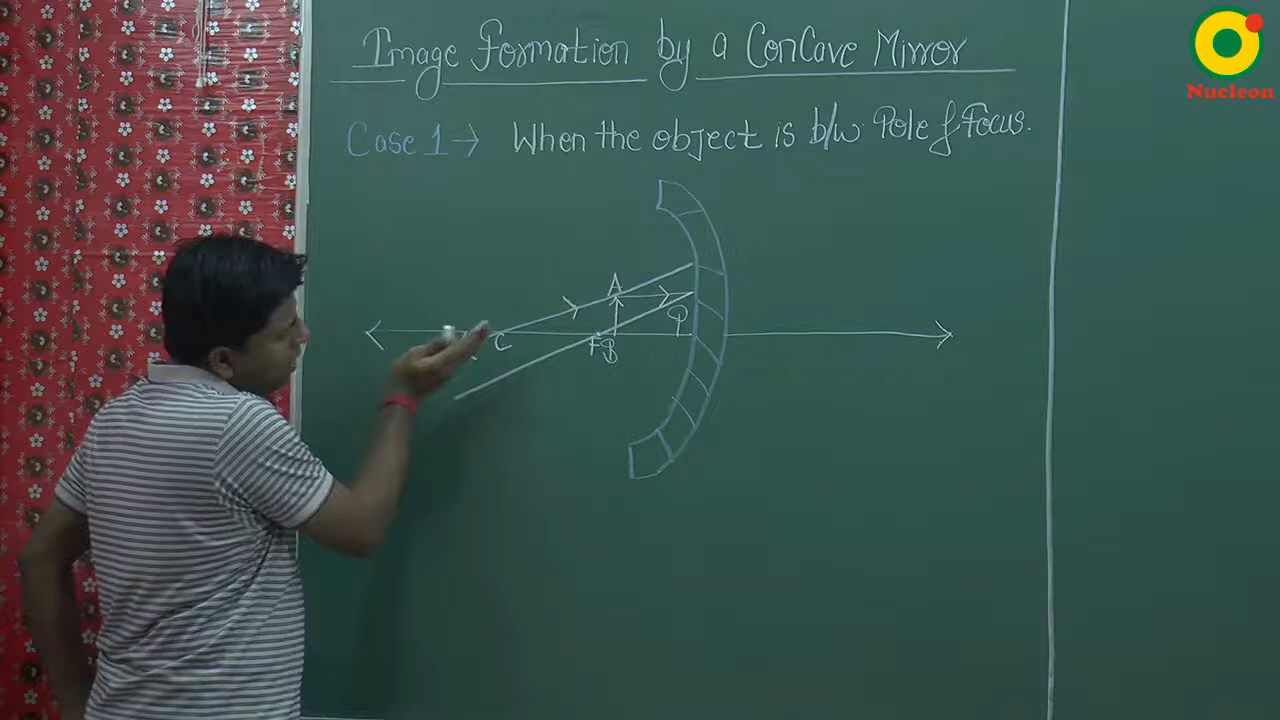 Image Formation by a Concave Mirror
Case 1→ When the object is b/w Pole & Focus.
A
P
C
F
B
Nucleon